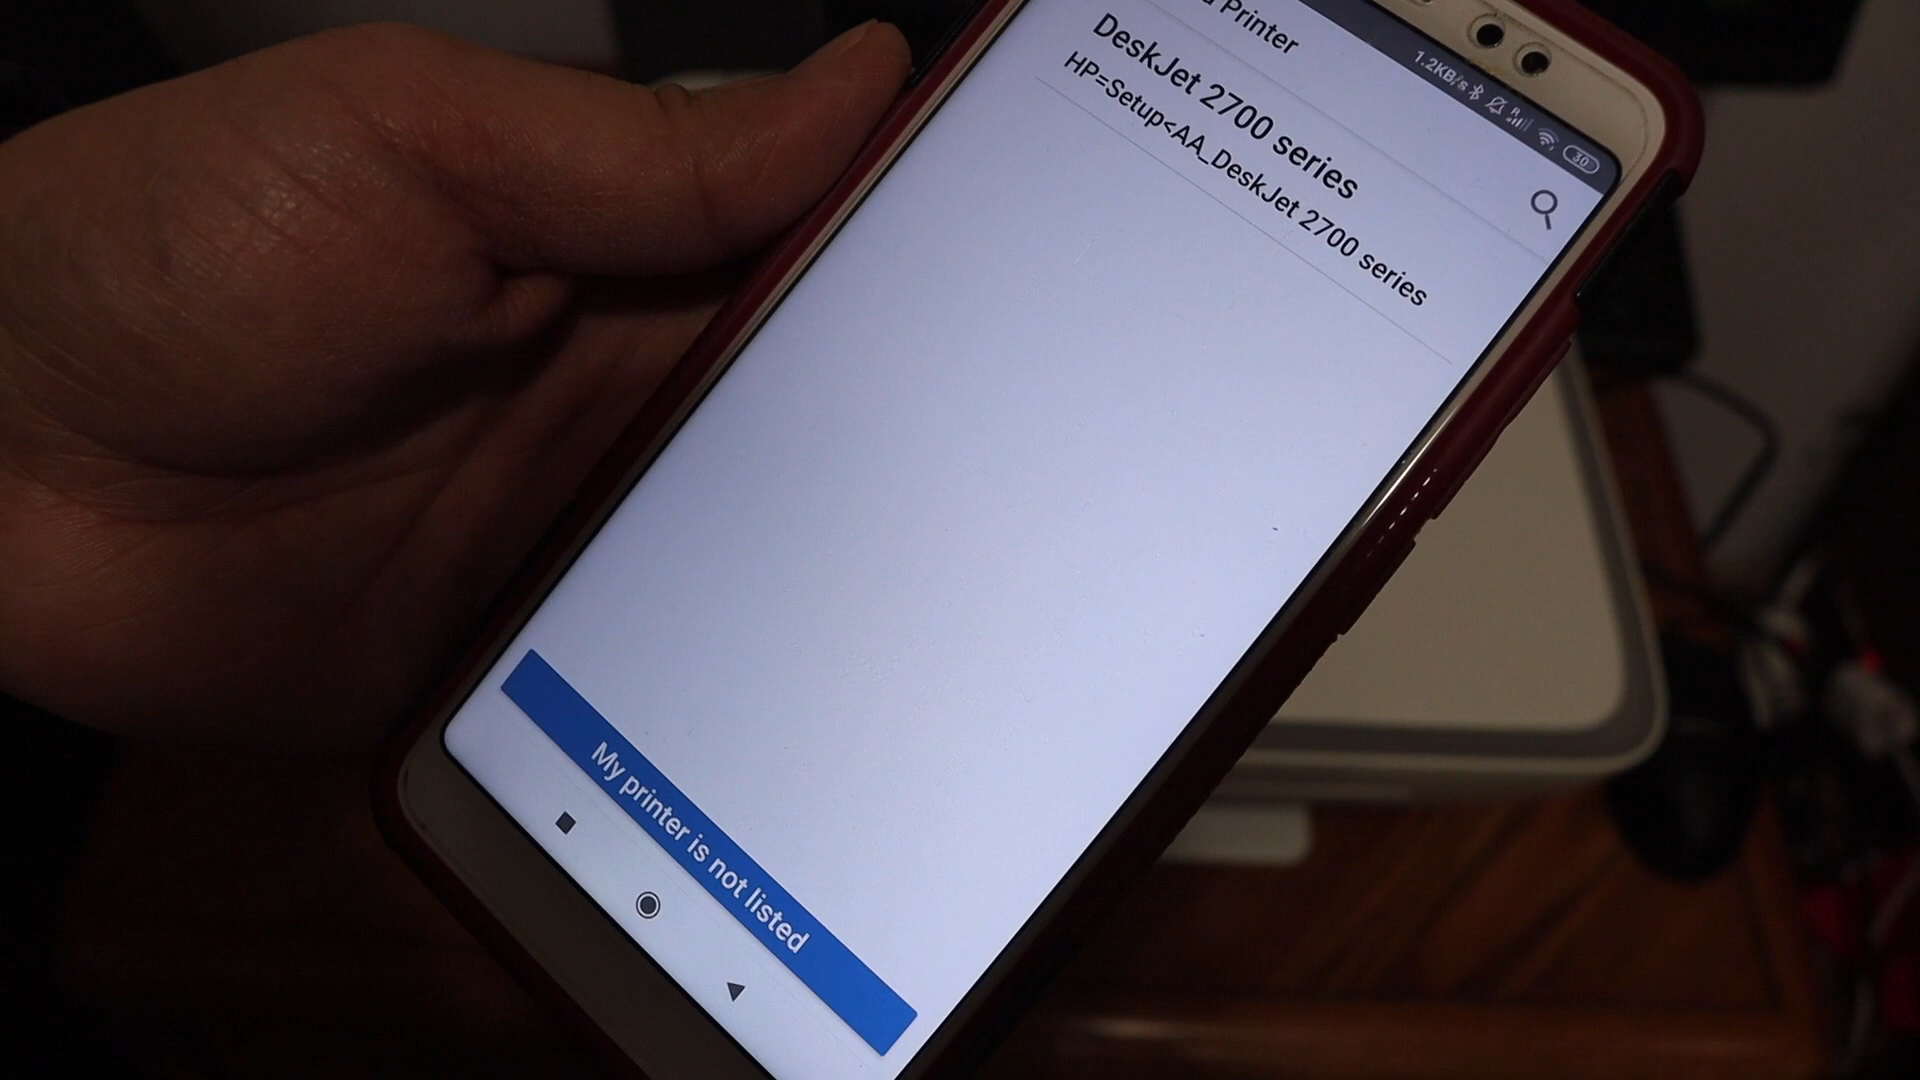 1.2KB/s
30
Printer
DeskJet 2700 series
HP=Setup<AA_DeskJet 2700 series
My printer is not listed